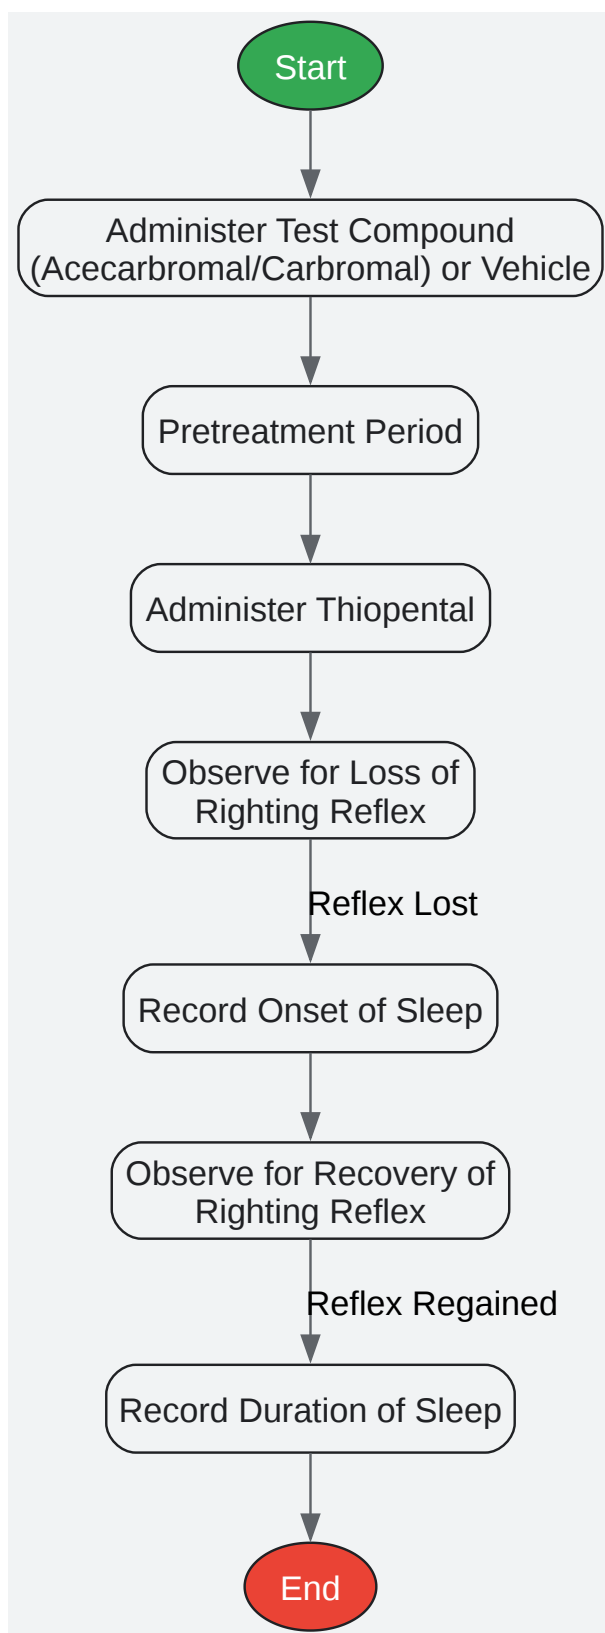 Start
Administer Test Compound
(Acecarbromal/Carbromal) or Vehicle
Pretreatment Period
Administer Thiopental
Observe for Loss of
Righting Reflex
Reflex Lost
Record Onset of Sleep
Observe for Recovery of
Righting Reflex
Reflex Regained
Record Duration of Sleep
End